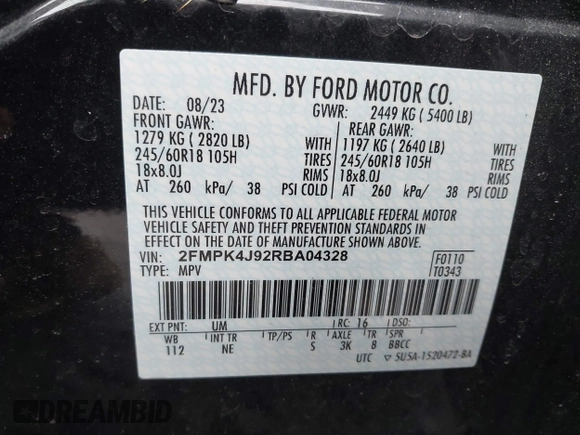 MFD. BY FORD MOTOR CO.
DATE: 08/23 GVWR: 2449 KG ( 5400 LB)
FRONT GAWR: REAR GAWR:
1279 KG ( 2820 LB) WITH 1197 KG ( 2640 LB) WITH
245/60R18 105H TIRES 245/60R18 105H TIRES
18x8.0J RIMS 18x8.0J RIMS
AT 260 kPa/ 38 PSI COLD AT 260 kPa/ 38 PSI COLD
THIS VEHICLE CONFORMS TO ALL APPLICABLE FEDERAL MOTOR
VEHICLE SAFETY AND THEFT PREVENTION STANDARDS IN
EFFECT ON THE DATE OF MANUFACTURE SHOWN ABOVE.
VIN: 2FMPK4J92RBA04328 F0110
TYPE: MPV T0343
EXT PNT: UM RC: 16 DSO:
WB INT TR TP/PS R AXLE TR SPR
112 NE S 3K 8 BBCC
UTC 5U5A-1520472-BA
DREAMBID